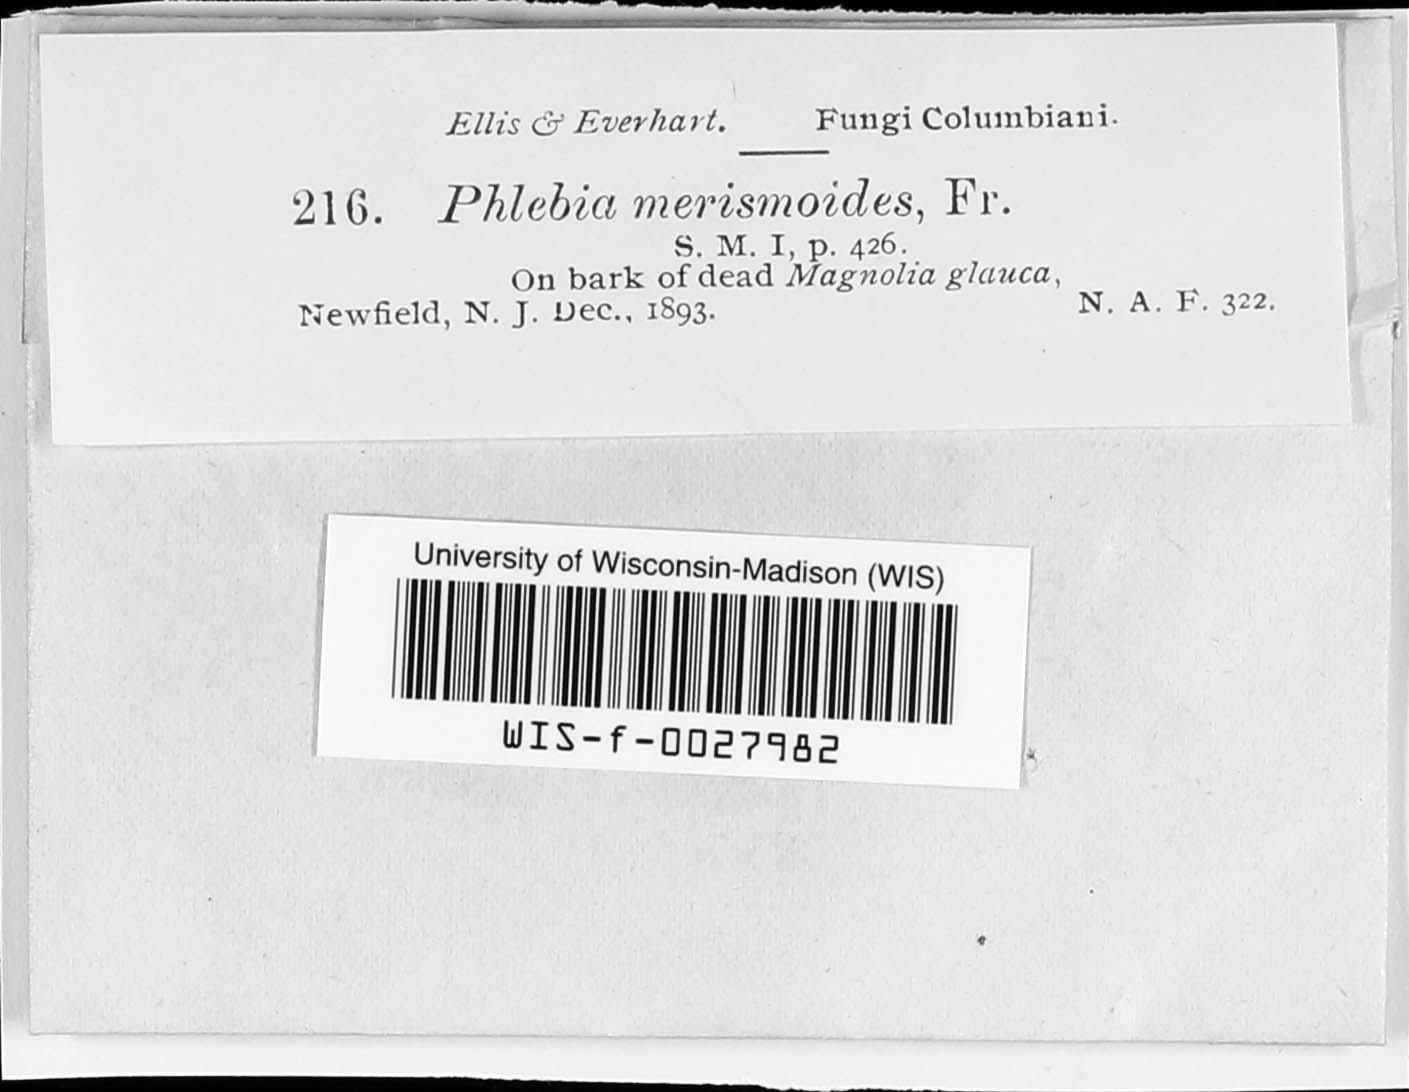 Ellis & Everhart. Fungi Columbiani.
216. Phlebia merismoides, Fr.
S. M. I, p. 426.
On bark of dead Magnolia glauca,
Newfield, N. J. Dec., 1893. N. A. F. 322.
University of Wisconsin-Madison (WIS)
WIS-f-0027982